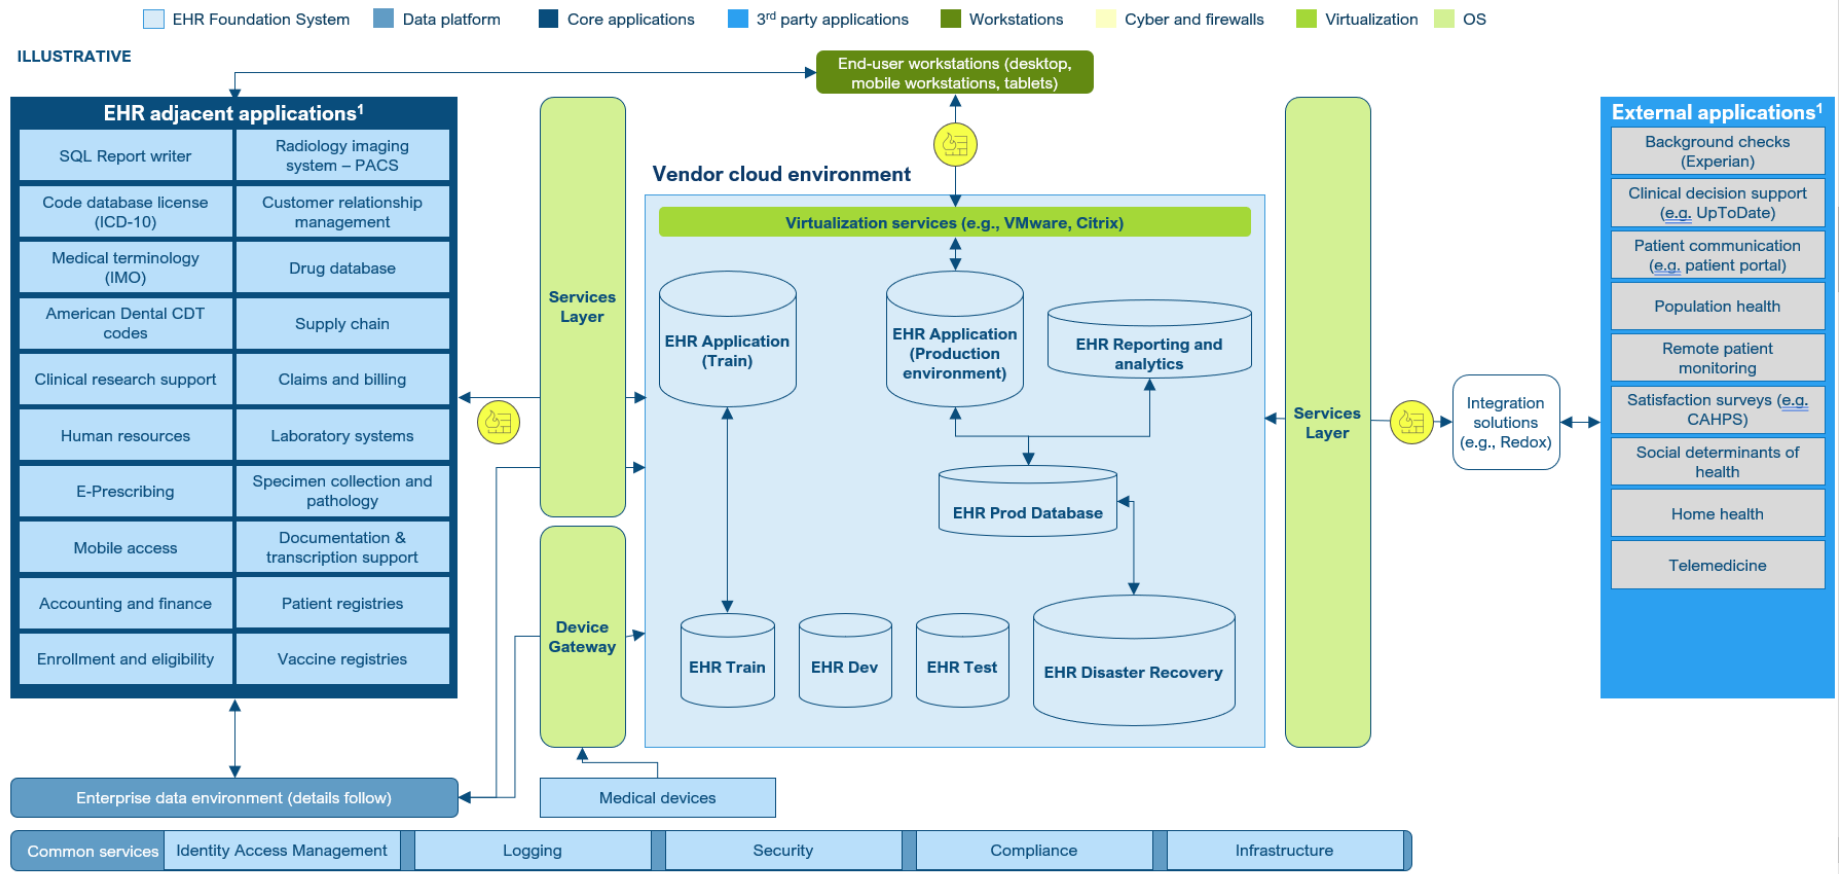 EHR Foundation System
Data platform
Core applications
3rd party applications
Workstations
Cyber and firewalls
Virtualization
OS
ILLUSTRATIVE
End-user workstations (desktop,
mobile workstations, tablets)
EHR adjacent applications1
SQL Report writer
Radiology imaging
system – PACS
Code database license
(ICD-10)
Customer relationship
management
Medical terminology
(IMO)
Drug database
American Dental CDT
codes
Supply chain
Clinical research support
Claims and billing
Human resources
Laboratory systems
E-Prescribing
Specimen collection and
pathology
Mobile access
Documentation &
transcription support
Accounting and finance
Patient registries
Enrollment and eligibility
Vaccine registries
Services
Layer
Device
Gateway
Vendor cloud environment
Virtualization services (e.g., VMware, Citrix)
EHR Application
(Train)
EHR Application
(Production
environment)
EHR Reporting and
analytics
EHR Prod Database
EHR Train
EHR Dev
EHR Test
EHR Disaster Recovery
Services
Layer
Integration
solutions
(e.g., Redox)
External applications1
Background checks
(Experian)
Clinical decision support
(e.g. UpToDate)
Patient communication
(e.g. patient portal)
Population health
Remote patient
monitoring
Satisfaction surveys (e.g.
CAHPS)
Social determinants of
health
Home health
Telemedicine
Enterprise data environment (details follow)
Medical devices
Common services
Identity Access Management
Logging
Security
Compliance
Infrastructure